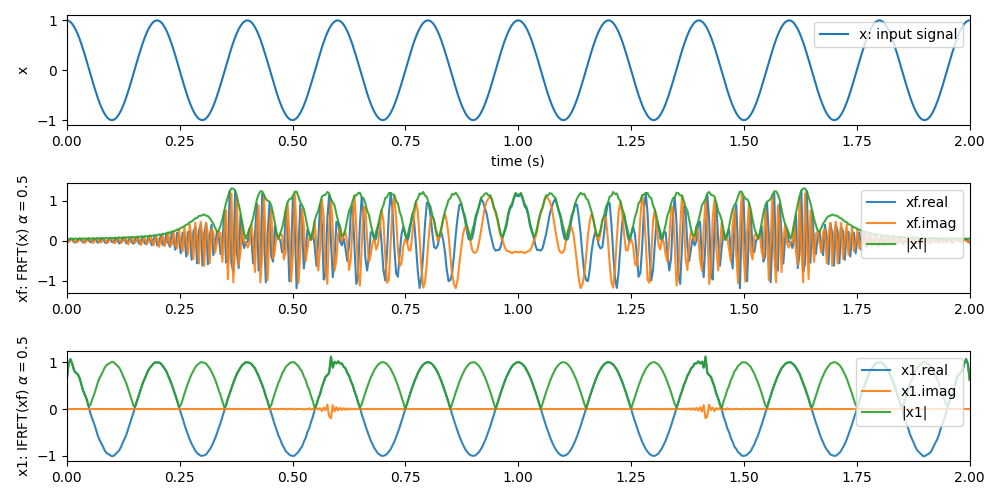 1
0
−1
x
x: input signal
0.00 0.25 0.50 0.75 1.00 1.25 1.50 1.75 2.00
time (s)
1
0
−1
xf: FRFT(x) α = 0.5
xf.real
xf.imag
|xf|
0.00 0.25 0.50 0.75 1.00 1.25 1.50 1.75 2.00
1
0
−1
x1: IFRFT(xf) α = 0.5
x1.real
x1.imag
|x1|
0.00 0.25 0.50 0.75 1.00 1.25 1.50 1.75 2.00